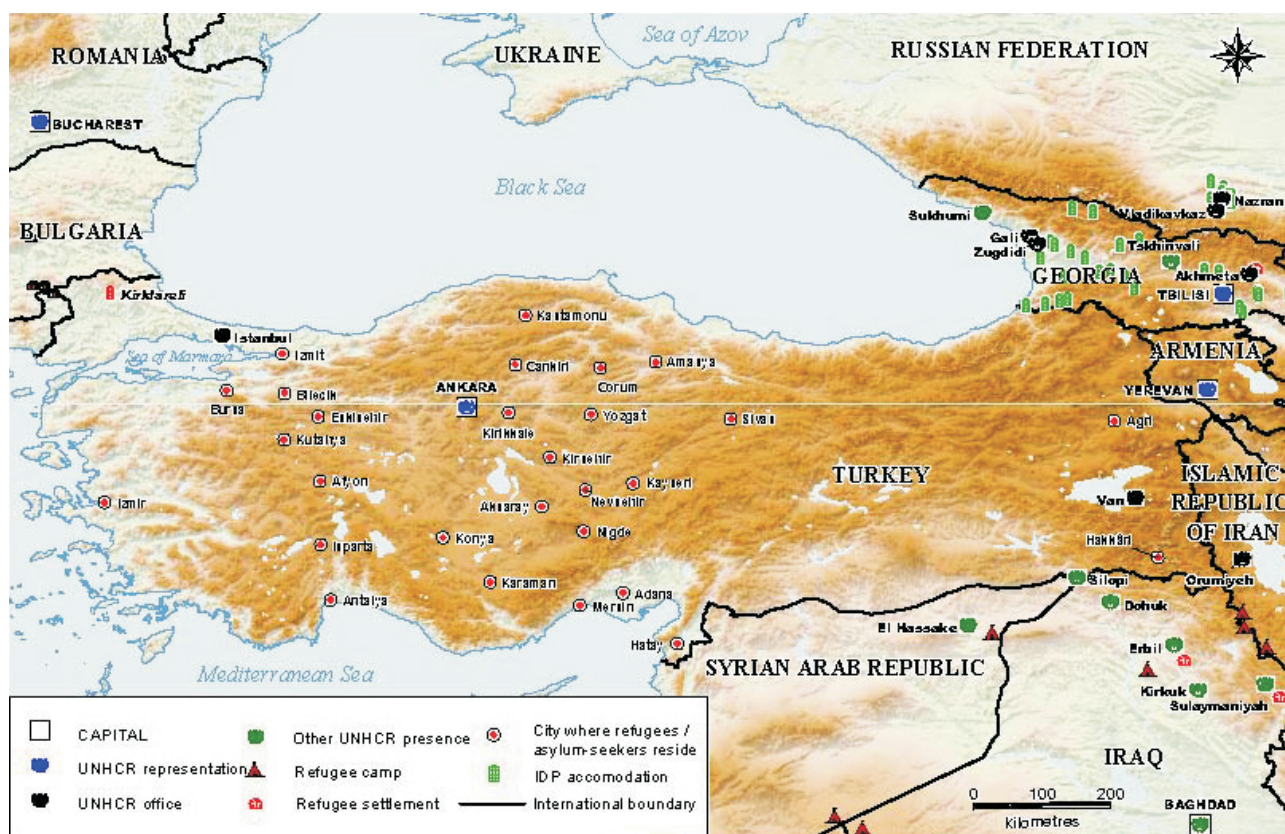 ROMANIA
UKRAINE
Sea of Azov
RUSSIAN FEDERATION
BUCHAREST
Black Sea
BULGARIA
Sukhumi
Vladikavkaz
Nazran
Gali
Zugdidi
Tskhinvali
GEORGIA
Akhmeta
TBILISI
Kirklareli
Istanbul
Sea of Marmara
Izmit
Kastamonu
Cankiri
Corum
Amasya
ARMENIA
ANKARA
YEREVAN
Bursa
Bilecik
Eskisehir
Kirikkale
Yozgat
Sivas
Agri
Kutahya
Kirsehir
TURKEY
ISLAMIC
REPUBLIC
OF IRAN
Afyon
Kayseri
Nevsehir
Izmir
Aksaray
Van
Isparta
Konya
Nigde
Hakkâri
Karaman
Silopi
Orumiyeh
Antalya
Mersin
Adana
Dohuk
El Hassake
Hatay
Erbil
SYRIAN ARAB REPUBLIC
Mediterranean Sea
Kirkuk
Sulaymaniyah
IRAQ
BAGHDAD
CAPITAL
UNHCR representation
UNHCR office
Other UNHCR presence
Refugee camp
Refugee settlement
City where refugees /
asylum-seekers reside
IDP accomodation
International boundary
0 100 200
Kilometres